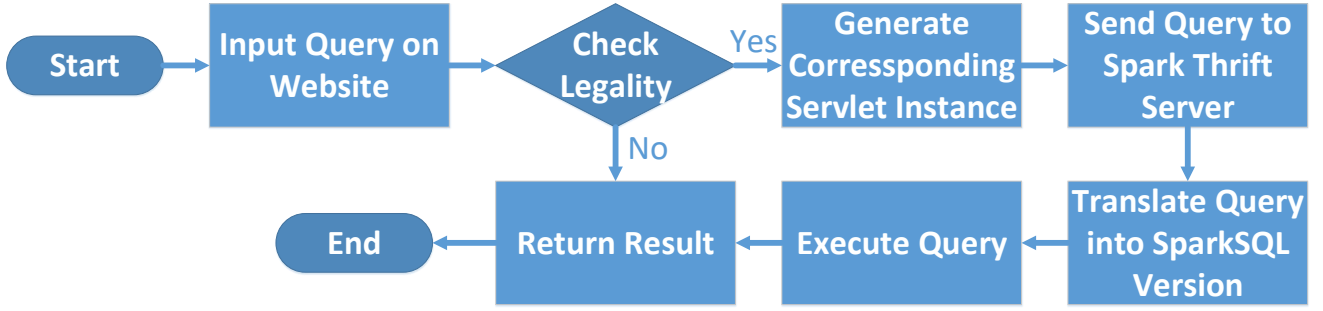 Start
Input Query on
Website
Check
Legality
Yes
Generate
Corressponding
Servlet Instance
Send Query to
Spark Thrift
Server
No
Translate Query
into SparkSQL
Version
Execute Query
Return Result
End